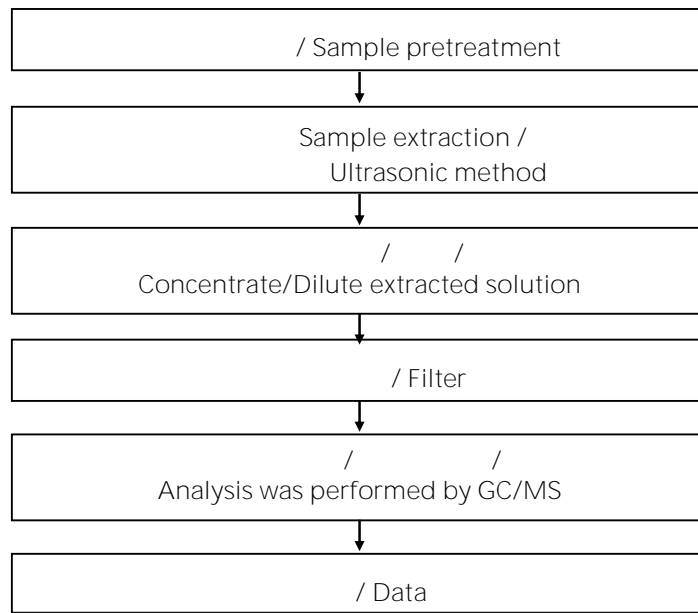 / Sample pretreatment
Sample extraction /
Ultrasonic method
/ /
Concentrate/Dilute extracted solution
/ Filter
/ /
Analysis was performed by GC/MS
/ Data